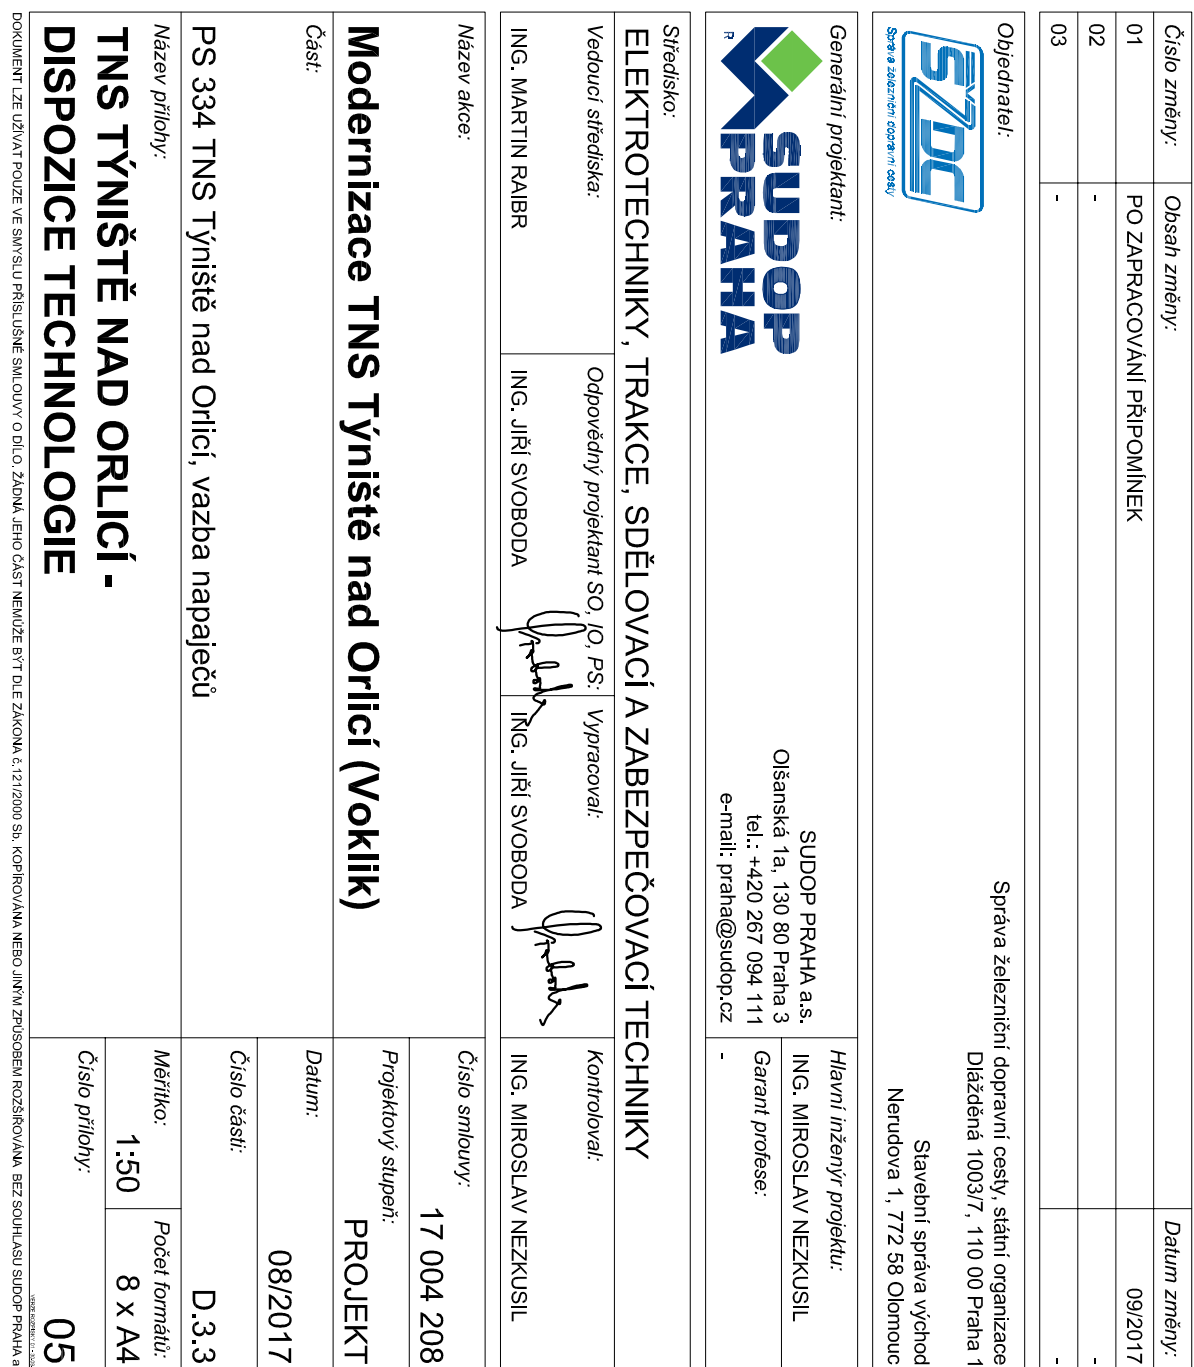 Číslo změny: Obsah změny: Datum změny:
01 PO ZAPRACOVÁNÍ PŘIPOMÍNEK 09/2017
02 - -
03 - -
Objednatel:
SŽDC
Správa železniční dopravní cesty
Správa železniční dopravní cesty, státní organizace
Dlážděná 1003/7, 110 00 Praha 1
Stavební správa východ
Nerudova 1, 772 58 Olomouc
Generální projektant:
SUDOP
PRAHA
R
SUDOP PRAHA a.s.
Olšanská 1a, 130 80 Praha 3
tel.: +420 267 094 111
e-mail: praha@sudop.cz
Hlavní inženýr projektu:
ING. MIROSLAV NEZKUSIL
Garant profese:
-
Středisko:
ELEKTROTECHNIKY, TRAKCE, SDĚLOVACÍ A ZABEZPEČOVACÍ TECHNIKY
Vedoucí střediska: Odpovědný projektant SO, IO, PS: Vypracoval: Kontroloval:
ING. MARTIN RAIBR ING. JIŘÍ SVOBODA ING. JIŘÍ SVOBODA ING. MIROSLAV NEZKUSIL
Název akce:
Modernizace TNS Týniště nad Orlicí (Voklik)
Číslo smlouvy:
17 004 208
Projektový stupeň:
PROJEKT
Část:
PS 334 TNS Týniště nad Orlicí, vazba napaječů
Datum:
08/2017
Číslo části:
D.3.3
Název přílohy:
TNS TÝNIŠTĚ NAD ORLICÍ -
DISPOZICE TECHNOLOGIE
Měřítko:
1:50
Počet formátů:
8 x A4
Číslo přílohy:
05
DOKUMENT LZE UŽÍVAT POUZE VE SMYSLU PŘÍSLUŠNÉ SMLOUVY O DÍLO. ŽÁDNÁ JEHO ČÁST NEMŮŽE BÝT DLE ZÁKONA č.121/2000 Sb. KOPÍROVÁNA NEBO JINÝM ZPŮSOBEM ROZŠIŘOVÁNA BEZ SOUHLASU SUDOP PRAHA a